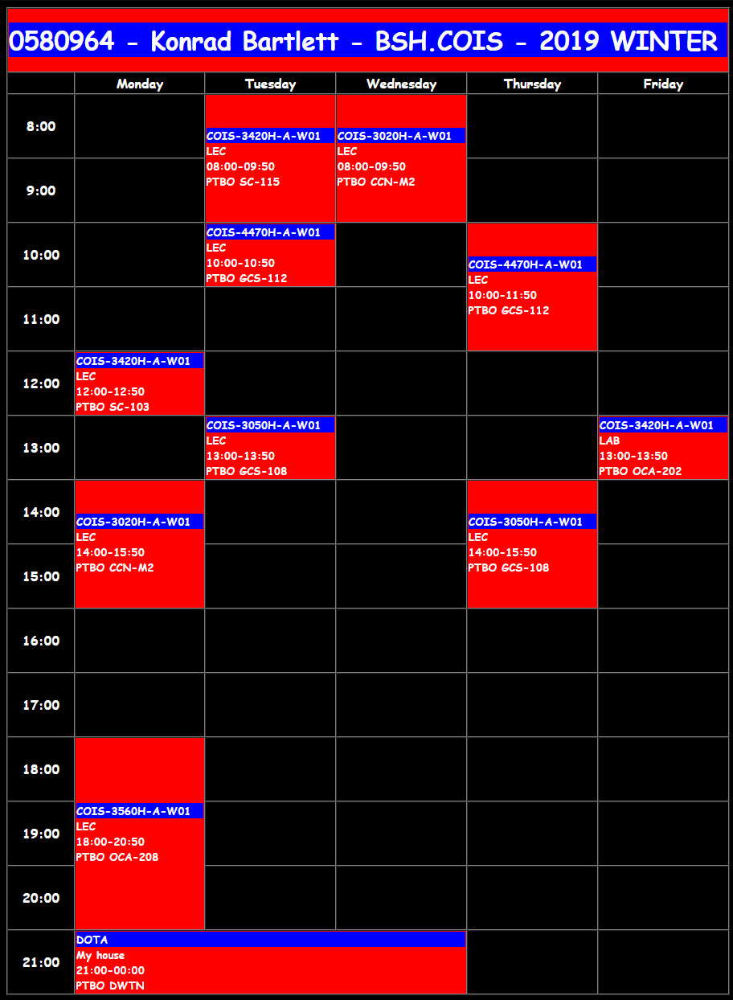 0580964 - Konrad Bartlett - BSH.COIS - 2019 WINTER
Monday Tuesday Wednesday Thursday Friday
8:00
COIS-3420H-A-W01
LEC
08:00-09:50
PTBO SC-115
COIS-3020H-A-W01
LEC
08:00-09:50
PTBO CCN-M2
9:00
10:00
COIS-4470H-A-W01
LEC
10:00-10:50
PTBO GCS-112
COIS-4470H-A-W01
LEC
10:00-11:50
PTBO GCS-112
11:00
12:00
COIS-3420H-A-W01
LEC
12:00-12:50
PTBO SC-103
13:00
COIS-3050H-A-W01
LEC
13:00-13:50
PTBO GCS-108
COIS-3420H-A-W01
LAB
13:00-13:50
PTBO OCA-202
14:00
COIS-3020H-A-W01
LEC
14:00-15:50
PTBO CCN-M2
COIS-3050H-A-W01
LEC
14:00-15:50
PTBO GCS-108
15:00
16:00
17:00
18:00
COIS-3560H-A-W01
LEC
18:00-20:50
PTBO OCA-208
19:00
20:00
21:00
DOTA
My house
21:00-00:00
PTBO DWTN